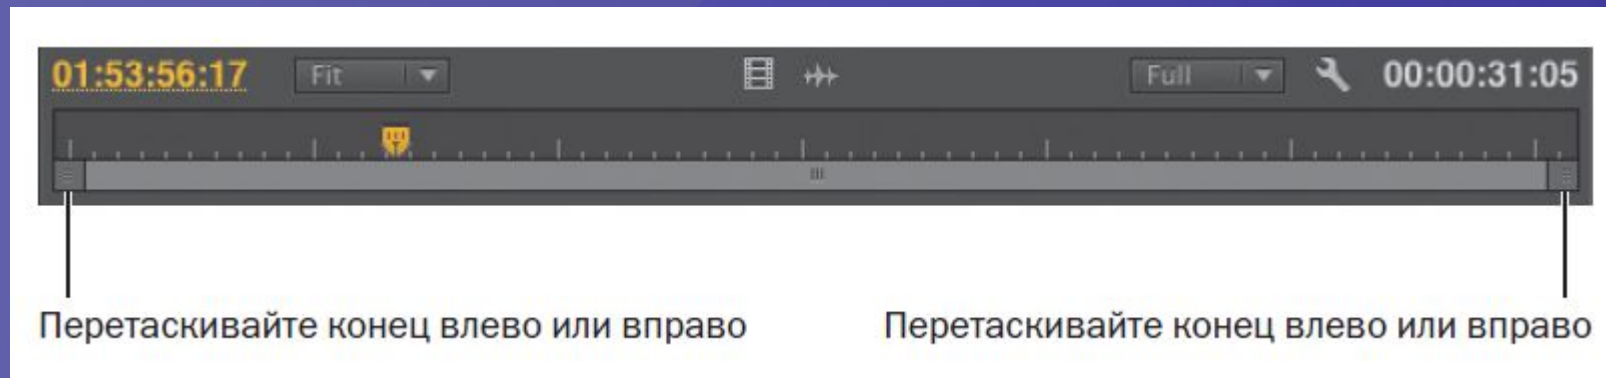 01:53:56:17 Fit Full 00:00:31:05
Перетаскивайте конец влево или вправо Перетаскивайте конец влево или вправо